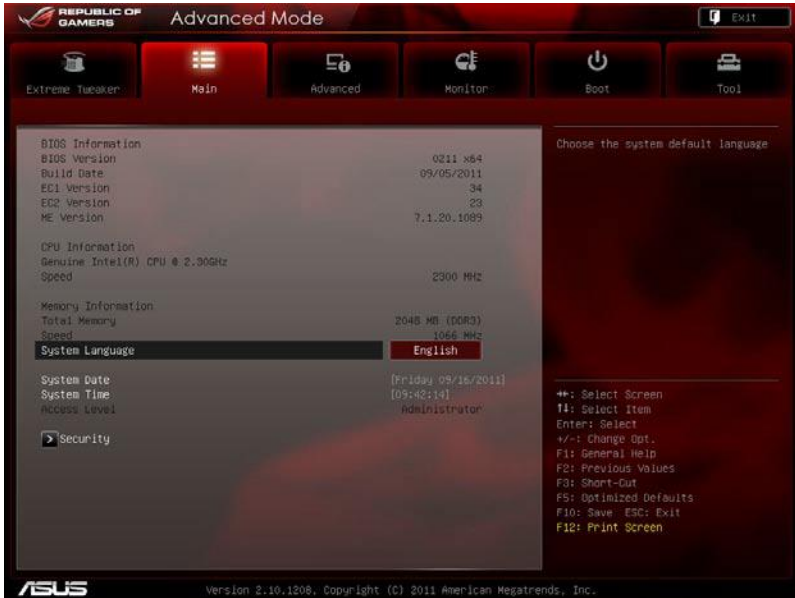 REPUBLIC OF
GAMERS
Advanced Mode
Exit
Extreme Tweaker
Main
Advanced
Monitor
Boot
Tool
BIOS Information
BIOS Version 0211 x64
Build Date 09/05/2011
EC1 Version 34
EC2 Version 23
ME Version 7.1.20.1089
CPU Information
Genuine Intel(R) CPU @ 2.30GHz
Speed 2300 MHz
Memory Information
Total Memory 2048 MB (DDR3)
Speed 1066 MHz
System Language English
System Date [Friday 09/16/2011]
System Time [09:42:14]
Access Level Administrator
> Security
Choose the system default language
→←: Select Screen
↑↓: Select Item
Enter: Select
+/-: Change Opt.
F1: General Help
F2: Previous Values
F3: Short-Cut
F5: Optimized Defaults
F10: Save ESC: Exit
F12: Print Screen
ASUS
Version 2.10.1208. Copyright (C) 2011 American Megatrends, Inc.